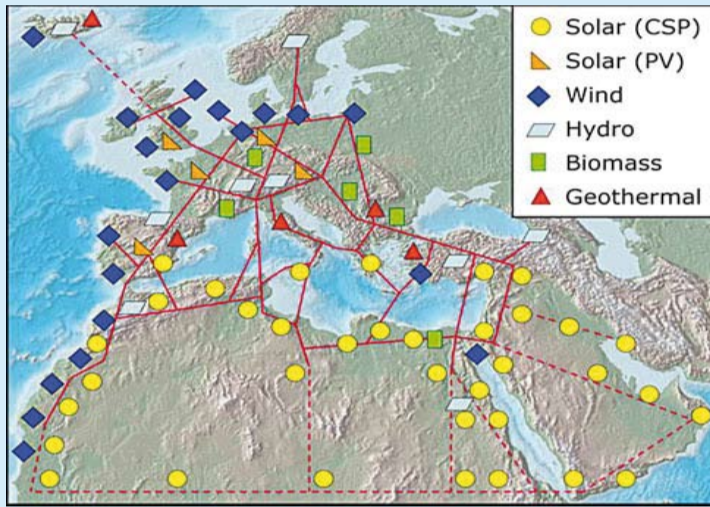 Solar (CSP)
Solar (PV)
Wind
Hydro
Biomass
Geothermal